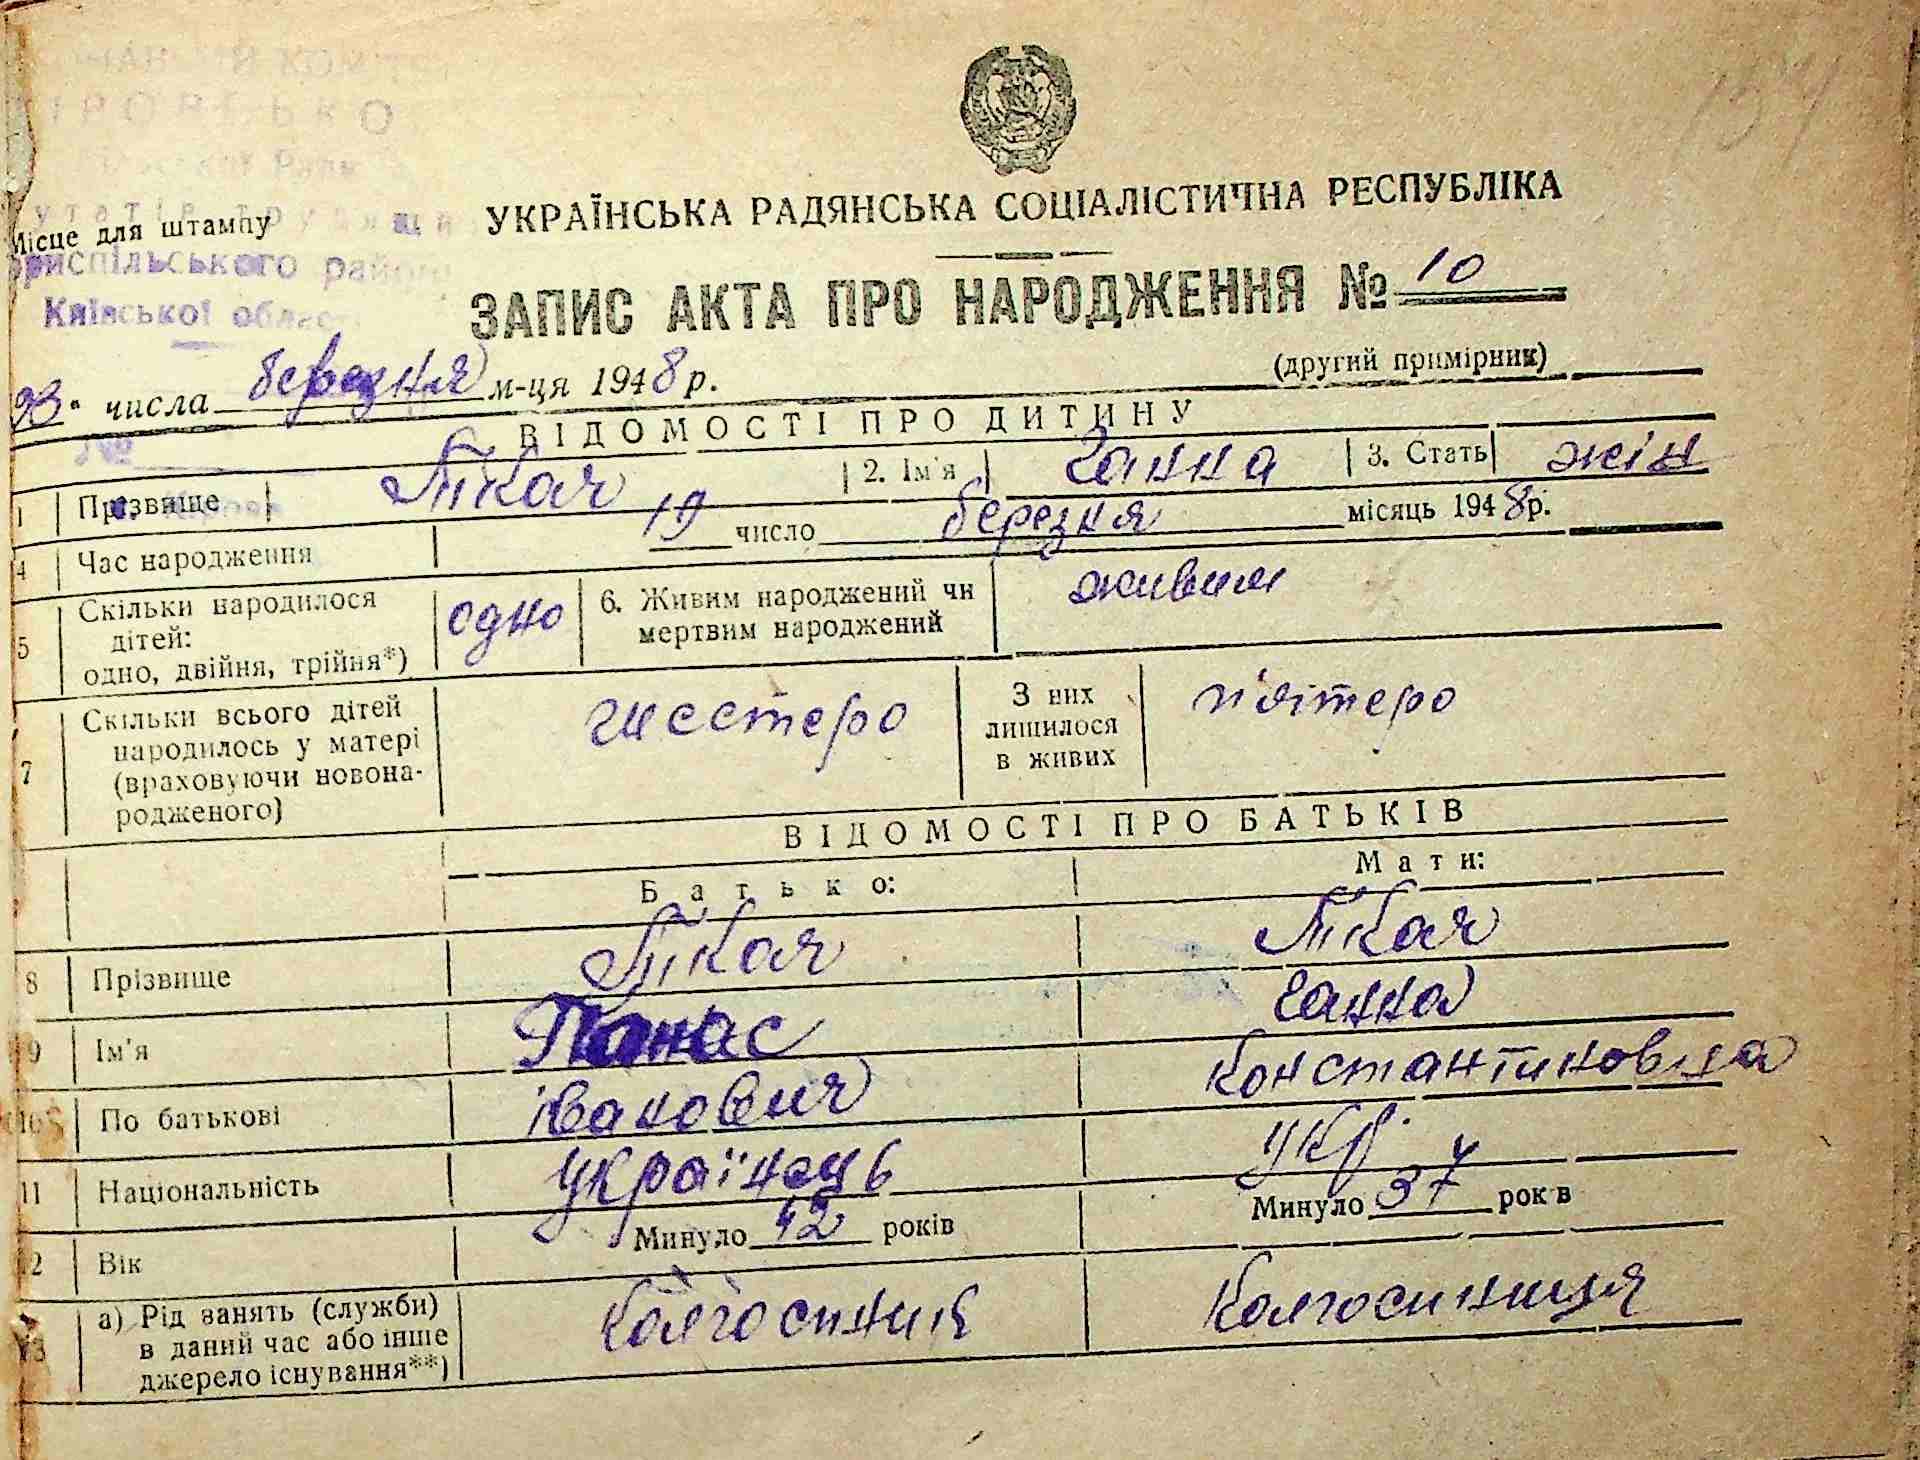 Місце для штампу
Бориспільського району
Київської області
УКРАЇНСЬКА РАДЯНСЬКА СОЦІАЛІСТИЧНА РЕСПУБЛІКА
ЗАПИС АКТА ПРО НАРОДЖЕННЯ № 10
(другий примірник)
23 числа березня м-ця 1948 р.
№
ВІДОМОСТІ ПРО ДИТИНУ
1 Прізвище Ткач 2. Ім'я Ганна 3. Стать жін
4 Час народження 19 число березня місяць 1948 р.
5 Скільки народилося дітей: одно, двійня, трійня*) одно 6. Живим народжений чи мертвим народжений живим
7 Скільки всього дітей народилось у матері (враховуючи новонародженого) шестеро З них лишилося в живих п'ятеро
ВІДОМОСТІ ПРО БАТЬКІВ
Батько: Мати:
8 Прізвище Ткач Ткач
9 Ім'я Панас Ганна
10 По батькові Іванович Константиновна
11 Національність Українець укр.
12 Вік Минуло 42 років Минуло 37 років
13 а) Рід занять (служби) в даний час або інше джерело існування**) Колгоспник Колгоспниця